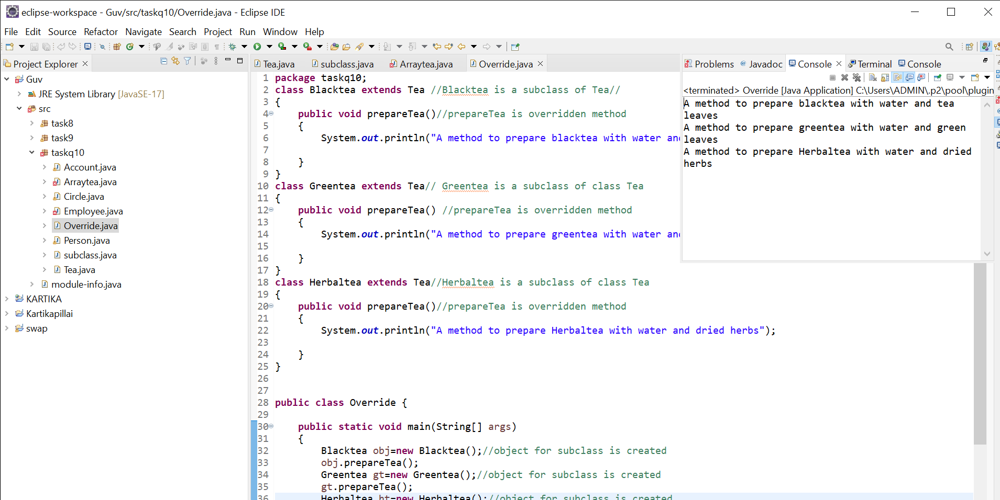 eclipse-workspace - Guv/src/taskq10/Override.java - Eclipse IDE
File Edit Source Refactor Navigate Search Project Run Window Help
Project Explorer
Guv
JRE System Library [JavaSE-17]
src
task8
task9
taskq10
Account.java
Arraytea.java
Circle.java
Employee.java
Override.java
Person.java
subclass.java
Tea.java
module-info.java
KARTIKA
Kartikapillai
swap
Tea.java subclass.java Arraytea.java Override.java
1 package taskq10;
2 class Blacktea extends Tea //Blacktea is a subclass of Tea//
3 {
4 public void prepareTea()//prepareTea is overridden method
5 {
6 System.out.println("A method to prepare blacktea with water and
7
8 }
9 }
10 class Greentea extends Tea// Greentea is a subclass of class Tea
11 {
12 public void prepareTea() //prepareTea is overridden method
13 {
14 System.out.println("A method to prepare greentea with water and
15
16 }
17 }
18 class Herbaltea extends Tea//Herbaltea is a subclass of class Tea
19 {
20 public void prepareTea()//prepareTea is overridden method
21 {
22 System.out.println("A method to prepare Herbaltea with water and dried herbs");
23
24 }
25 }
26
27
28 public class Override {
29
30 public static void main(String[] args)
31 {
32 Blacktea obj=new Blacktea();//object for subclass is created
33 obj.prepareTea();
34 Greentea gt=new Greentea();//object for subclass is created
35 gt.prepareTea();
36 Herbaltea ht=new Herbaltea();//object for subclass is created
Problems Javadoc Console Terminal Console
<terminated> Override [Java Application] C:\Users\ADMIN\.p2\pool\plugin
A method to prepare blacktea with water and tea
leaves
A method to prepare greentea with water and green
leaves
A method to prepare Herbaltea with water and dried
herbs